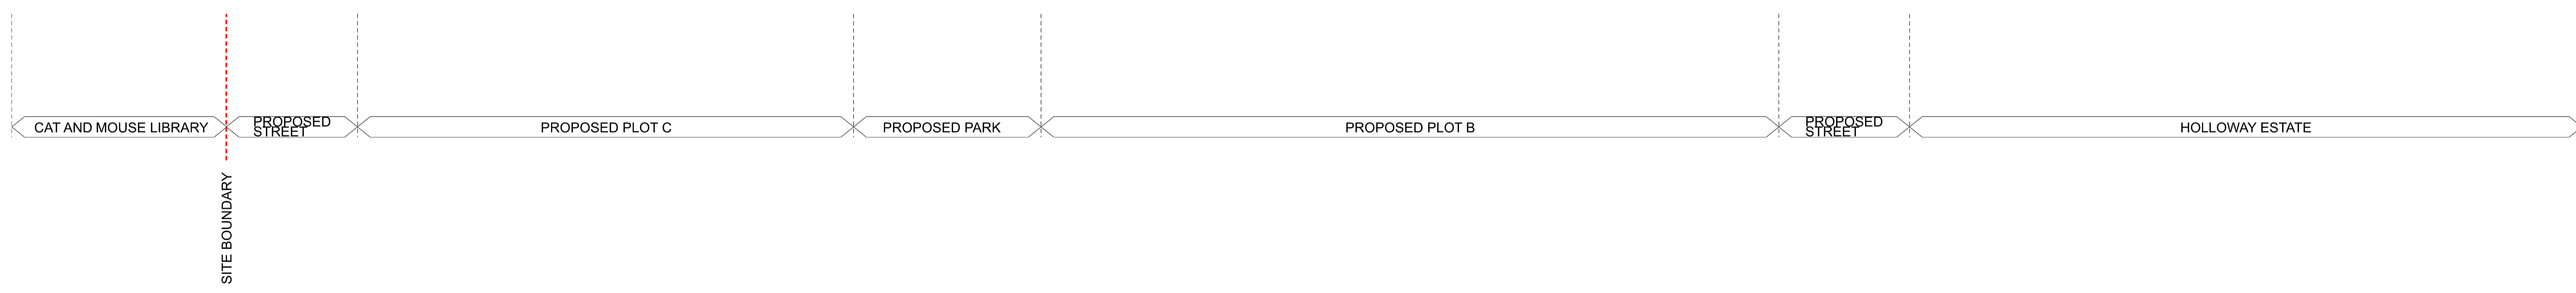 CAT AND MOUSE LIBRARY
PROPOSED
STREET
PROPOSED PLOT C
PROPOSED PARK
PROPOSED PLOT B
PROPOSED
STREET
HOLLOWAY ESTATE
SITE BOUNDARY